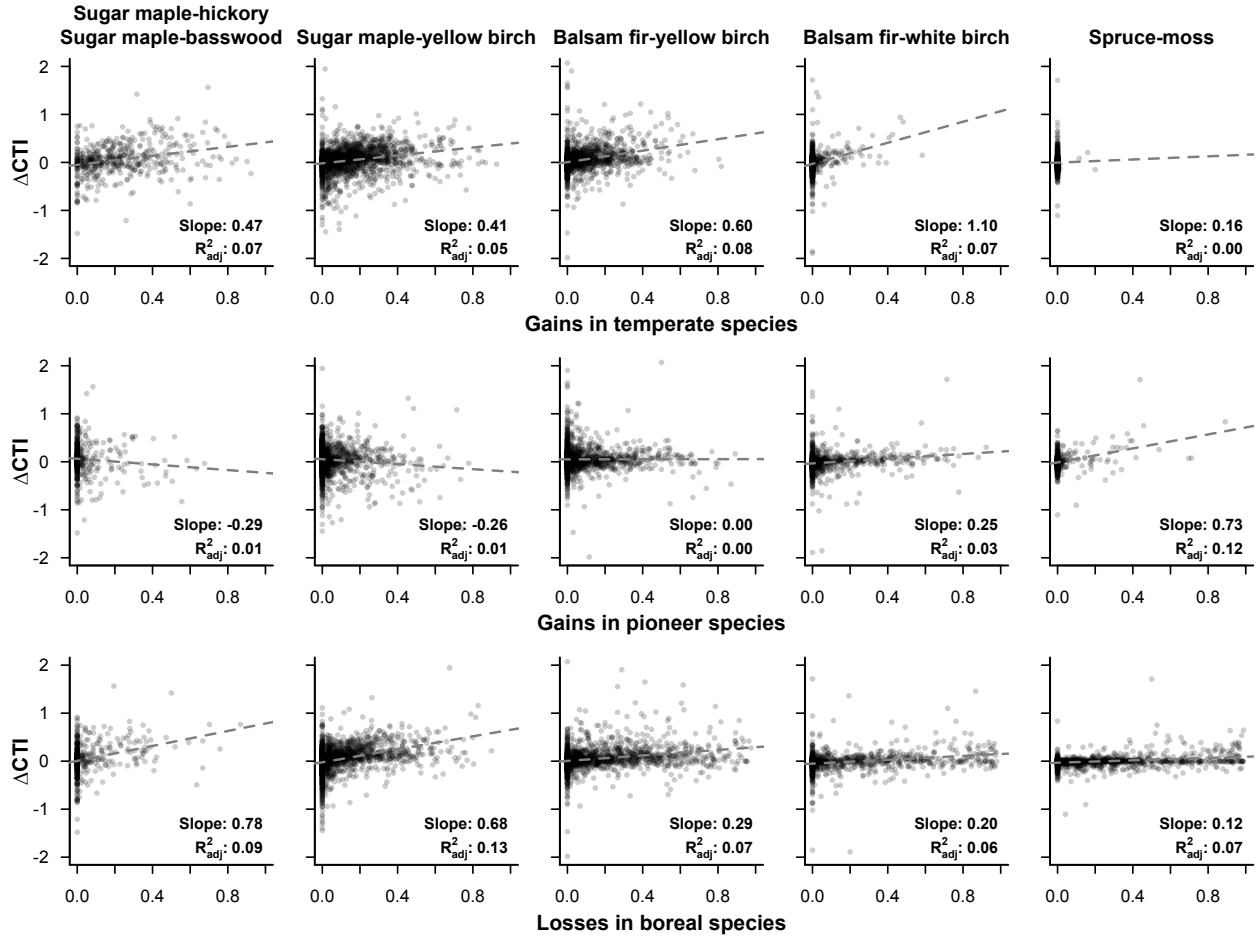 Sugar maple-hickory
Sugar maple-basswood Sugar maple-yellow birch Balsam fir-yellow birch Balsam fir-white birch Spruce-moss
2
1
0
-1
-2
ΔCTI
Slope: 0.47 Slope: 0.41 Slope: 0.60 Slope: 1.10 Slope: 0.16
R²adj: 0.07 R²adj: 0.05 R²adj: 0.08 R²adj: 0.07 R²adj: 0.00
0.0 0.4 0.8 0.0 0.4 0.8 0.0 0.4 0.8 0.0 0.4 0.8 0.0 0.4 0.8
Gains in temperate species
2
1
0
-1
-2
ΔCTI
Slope: -0.29 Slope: -0.26 Slope: 0.00 Slope: 0.25 Slope: 0.73
R²adj: 0.01 R²adj: 0.01 R²adj: 0.00 R²adj: 0.03 R²adj: 0.12
0.0 0.4 0.8 0.0 0.4 0.8 0.0 0.4 0.8 0.0 0.4 0.8 0.0 0.4 0.8
Gains in pioneer species
2
1
0
-1
-2
ΔCTI
Slope: 0.78 Slope: 0.68 Slope: 0.29 Slope: 0.20 Slope: 0.12
R²adj: 0.09 R²adj: 0.13 R²adj: 0.07 R²adj: 0.06 R²adj: 0.07
0.0 0.4 0.8 0.0 0.4 0.8 0.0 0.4 0.8 0.0 0.4 0.8 0.0 0.4 0.8
Losses in boreal species